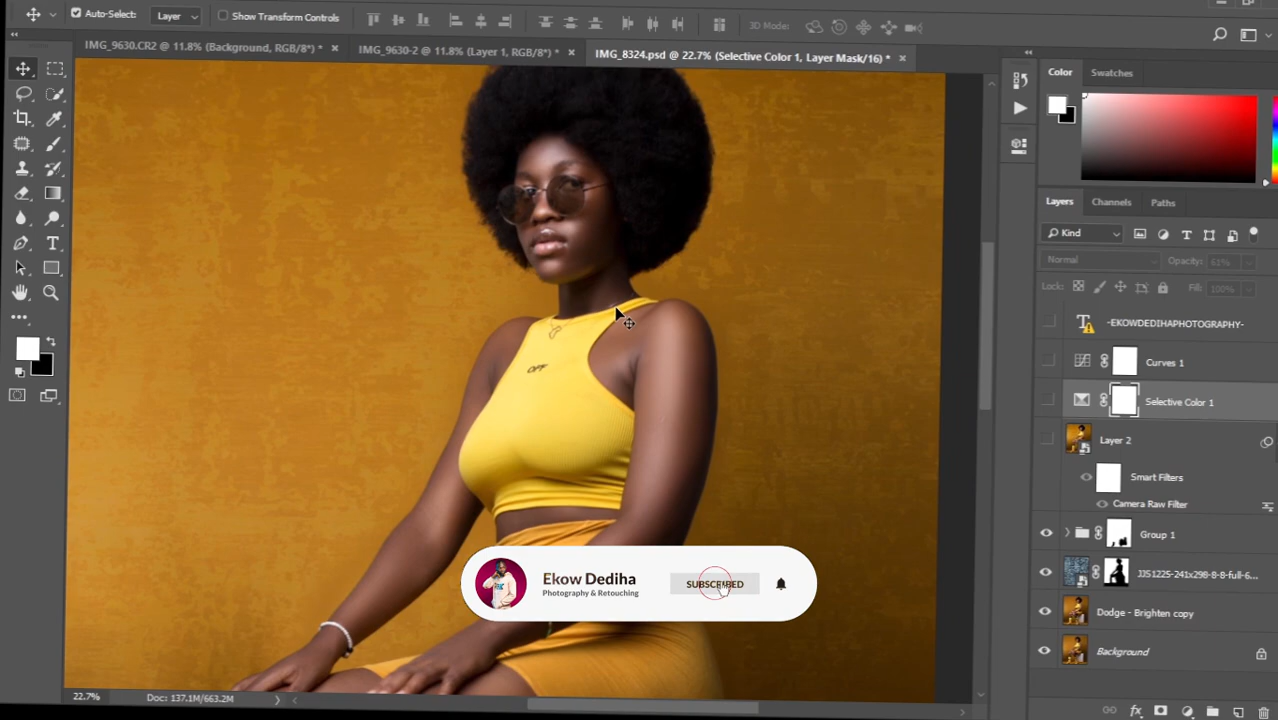 Auto-Select: Layer Show Transform Controls 3D Mode:
IMG_9630.CR2 @ 11.8% (Background, RGB/8*) * × IMG_9630-2 @ 11.8% (Layer 1, RGB/8*) * × IMG_8324.psd @ 22.7% (Selective Color 1, Layer Mask/16) * ×
Color Swatches
Layers Channels Paths
Kind
Normal Opacity: 61%
Lock: Fill: 100%
-EKOWDEDIHAPHOTOGRAPHY-
Curves 1
Selective Color 1
Layer 2
Smart Filters
Camera Raw Filter
Group 1
JJS1225-241x298-8-8-full-6...
Dodge - Brighten copy
Background
OFF
Ekow Dediha
Photography & Retouching
SUBSCRIBED
22.7% Doc: 137.1M/663.2M